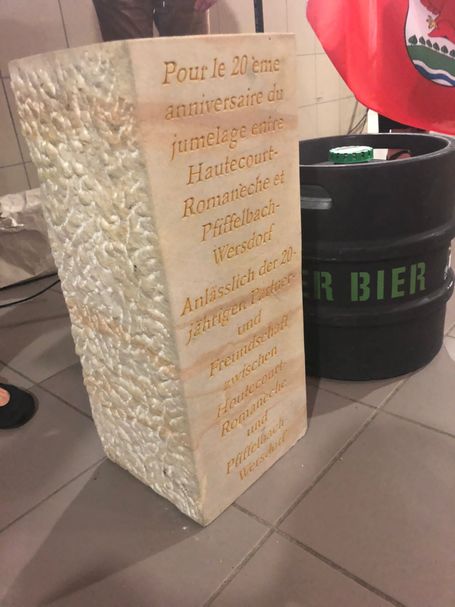 Pour le 20 ème
anniversaire du
jumelage entre
Hautecourt-
Romanèche et
Pfiffelbach-
Wersdorf
Anlässlich der 20-
jährigen Partner-
und
Freundschaft
zwischen
Hautecourt-
Romanèche
und
Pfiffelbach-
Wersdorf
ER BIER